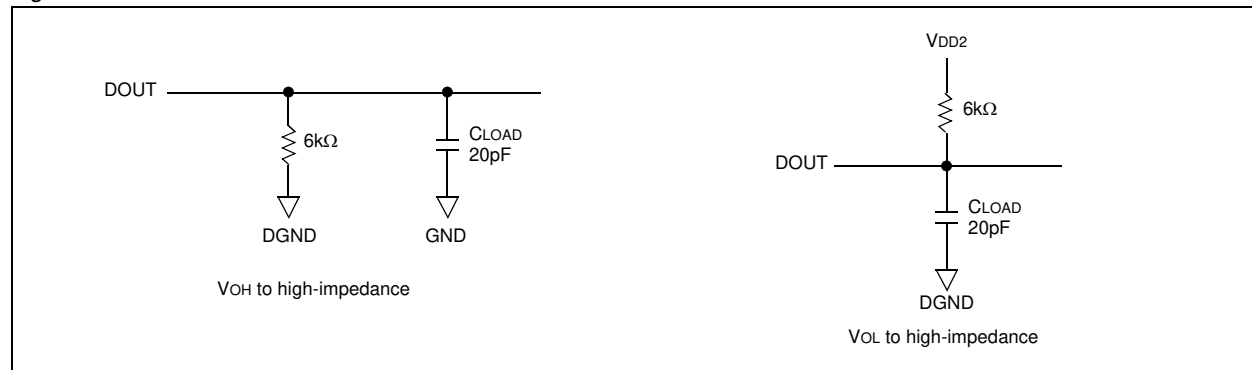 DOUT
6kΩ
CLOAD
20pF
DGND
GND
VOH to high-impedance
VDD2
6kΩ
DOUT
CLOAD
20pF
DGND
VOL to high-impedance